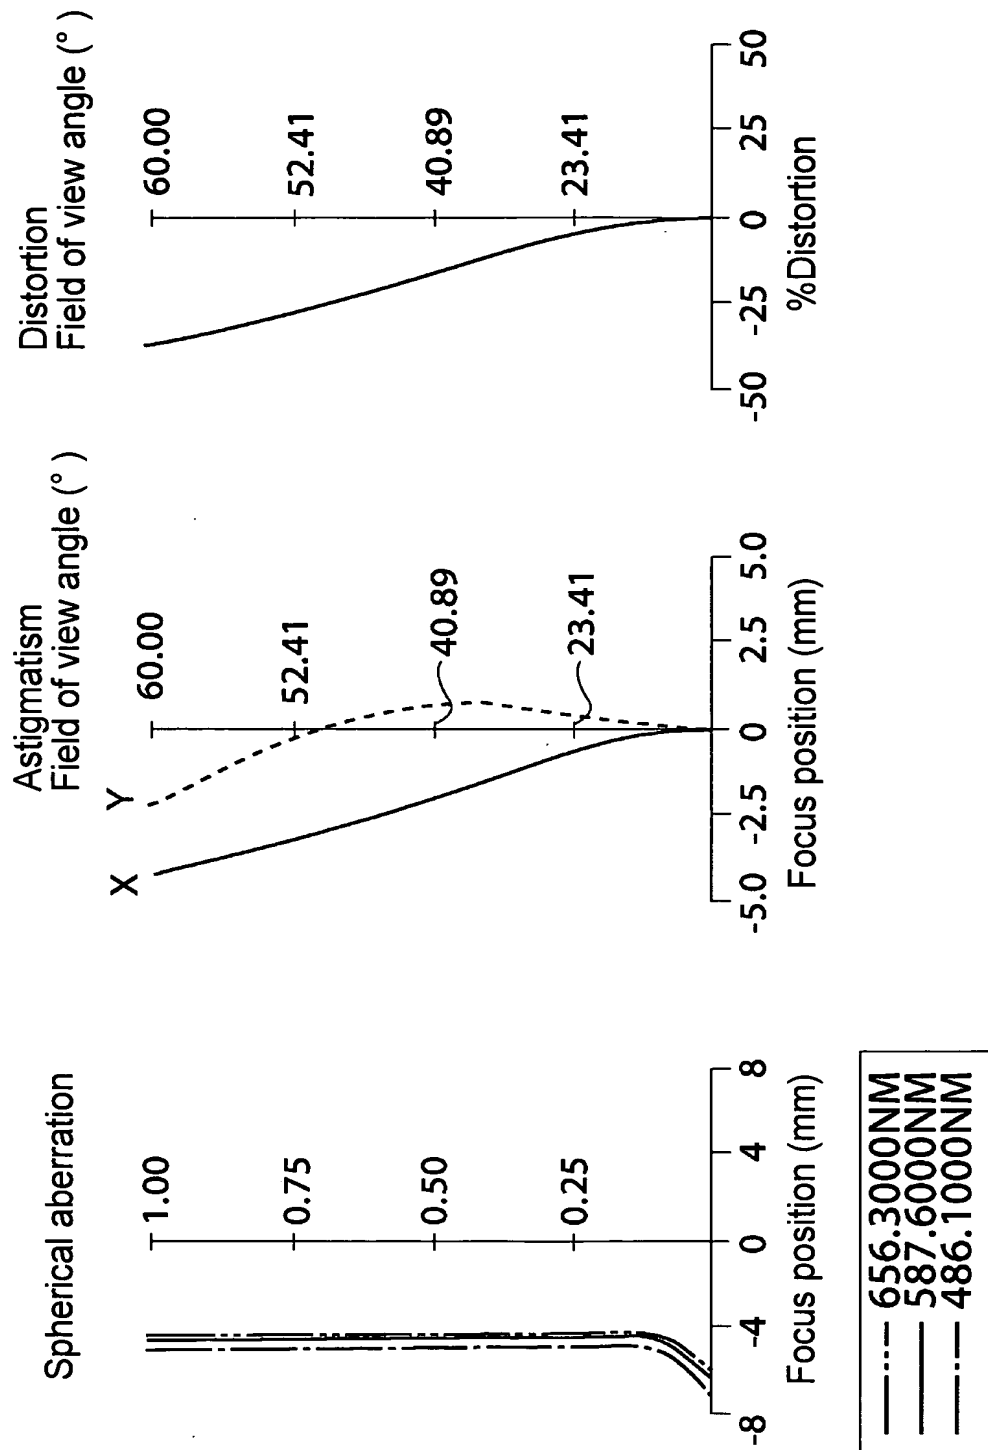 Spherical aberration
1.00
0.75
0.50
0.25
-8 -4 0 4 8
Focus position (mm)
656.3000NM
587.6000NM
486.1000NM
Astigmatism
Field of view angle (°)
X Y
60.00
52.41
40.89
23.41
-5.0 -2.5 0 2.5 5.0
Focus position (mm)
Distortion
Field of view angle (°)
60.00
52.41
40.89
23.41
-50 -25 0 25 50
%Distortion